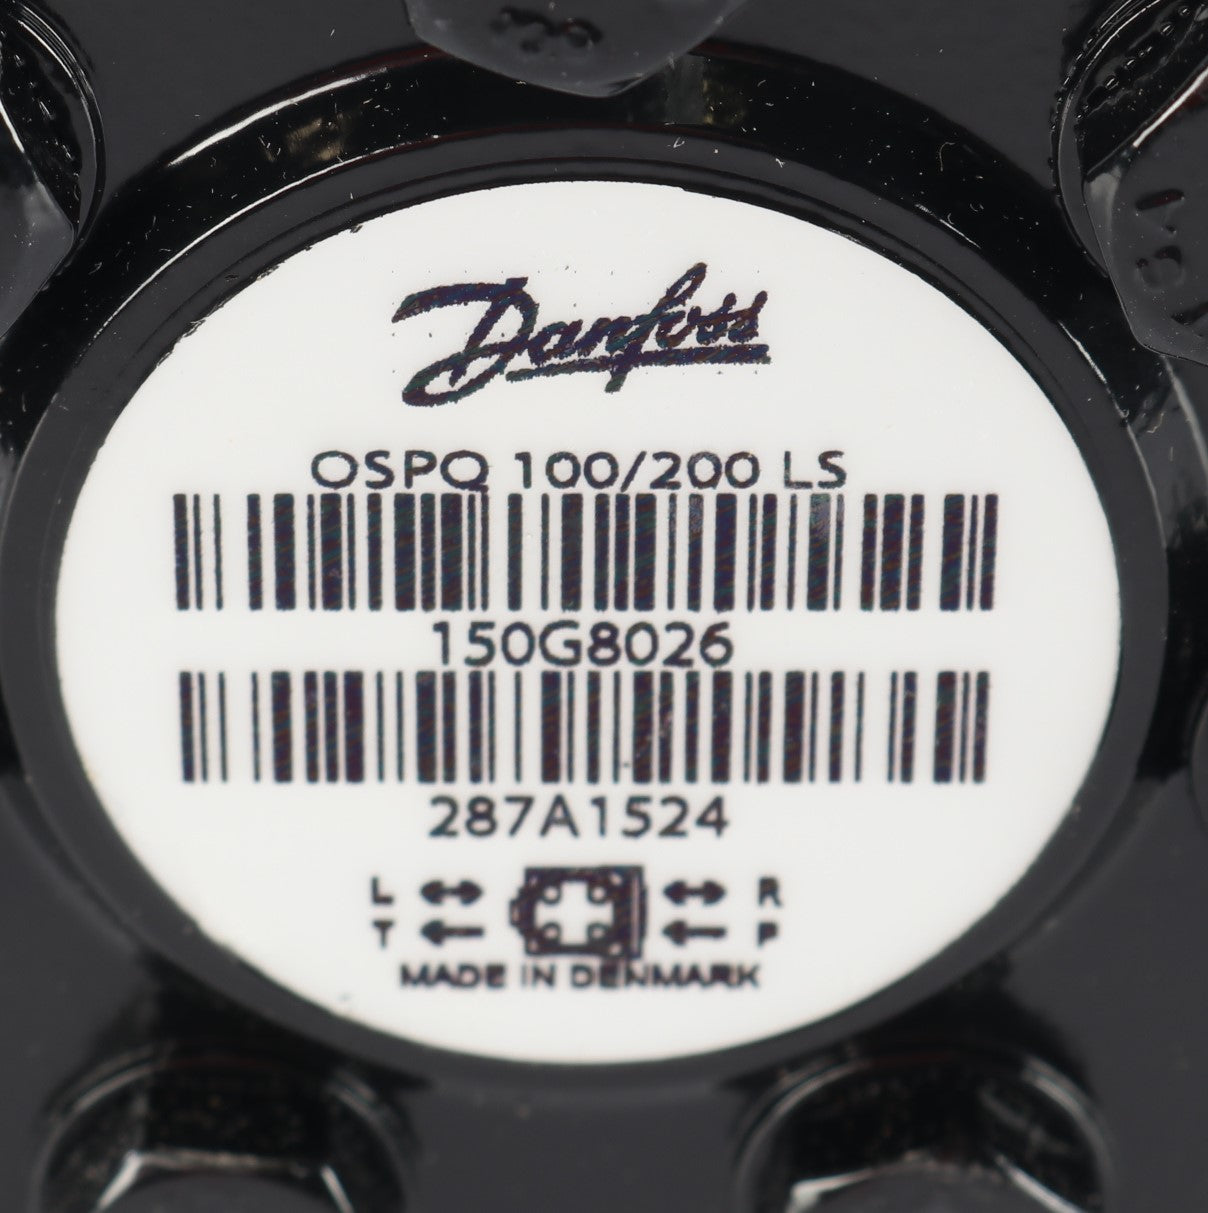 Danfoss
OSPQ 100/200 LS
150G8026
287A1524
L R
T P
MADE IN DENMARK